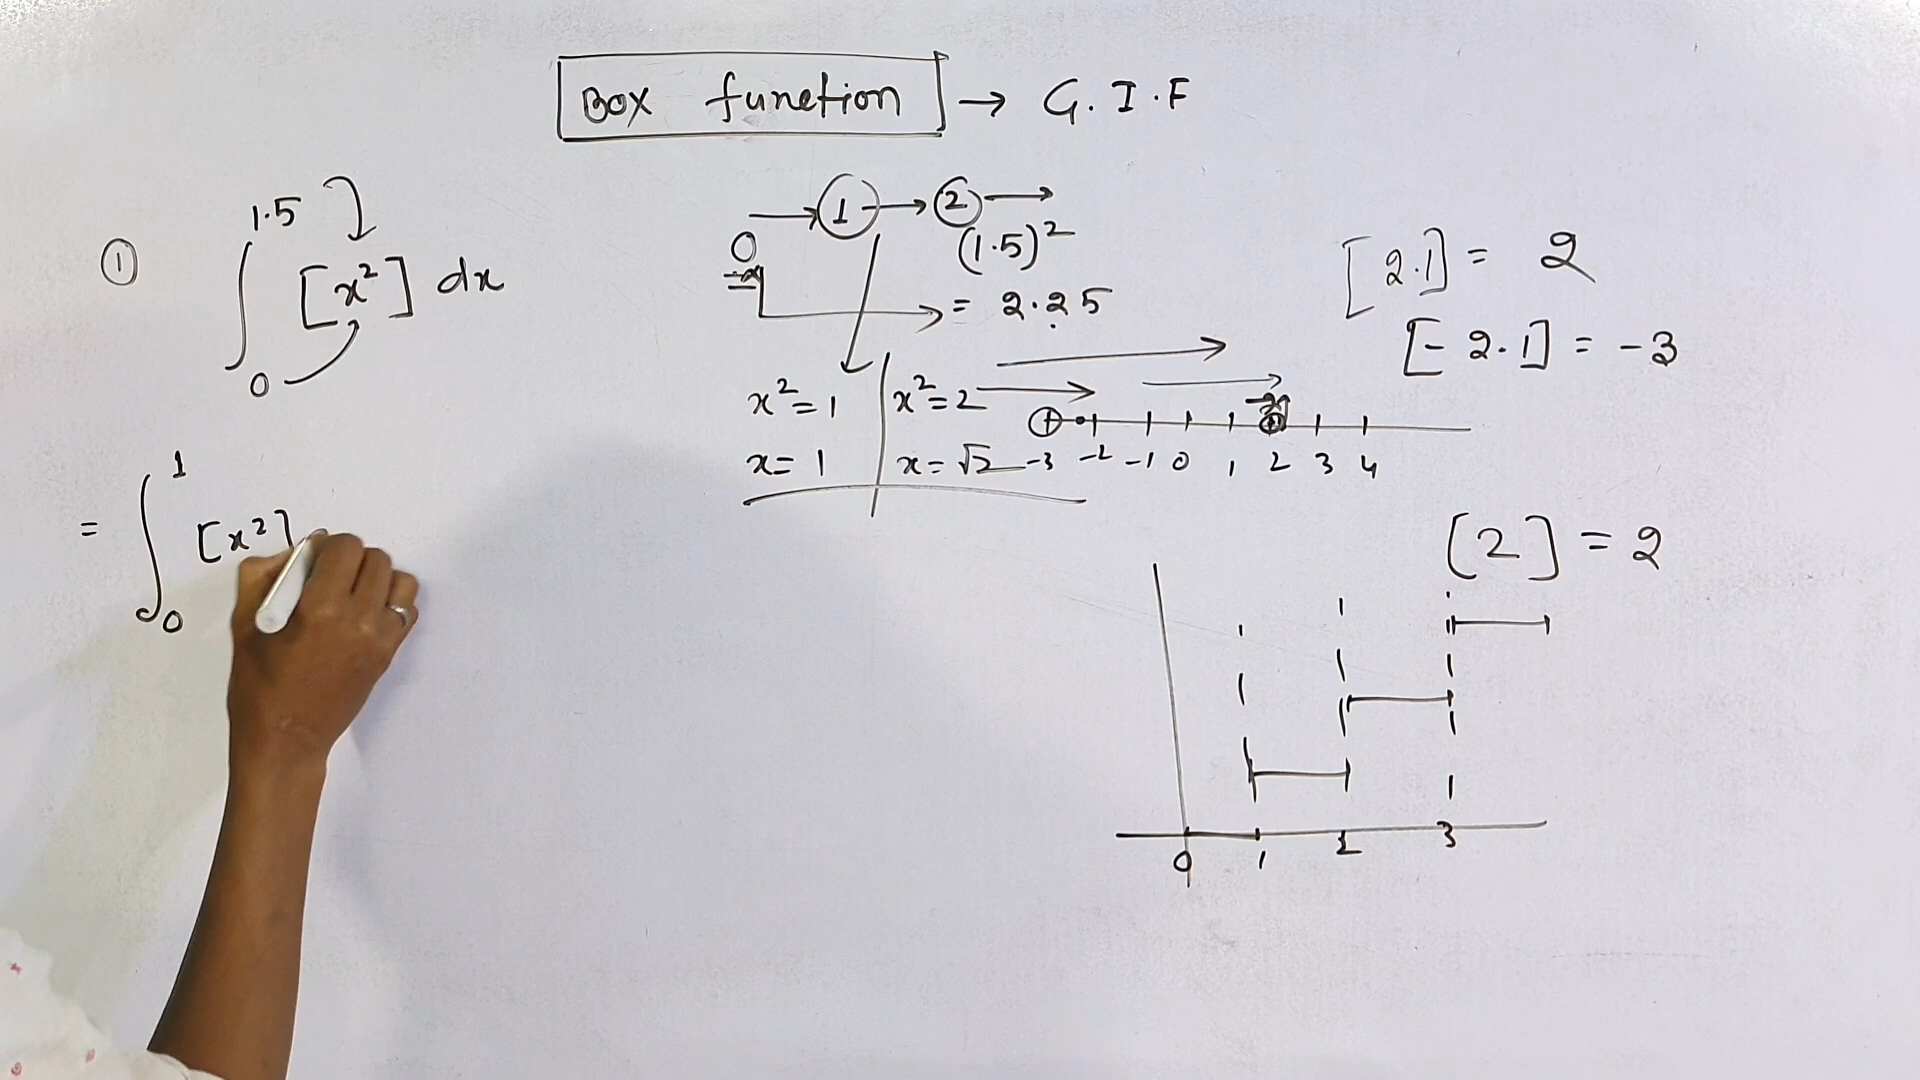 Box function → G.I.F
① ∫₀^1.5 [x²] dx
0 → ① → ② →
(1.5)²
= 2.25
x²=1 | x²=2
x=1 | x=√2
-3 -2 -1 0 1 2 3 4
[2.1] = 2
[-2.1] = -3
[2] = 2
= ∫₀^1 [x²]
0 1 2 3